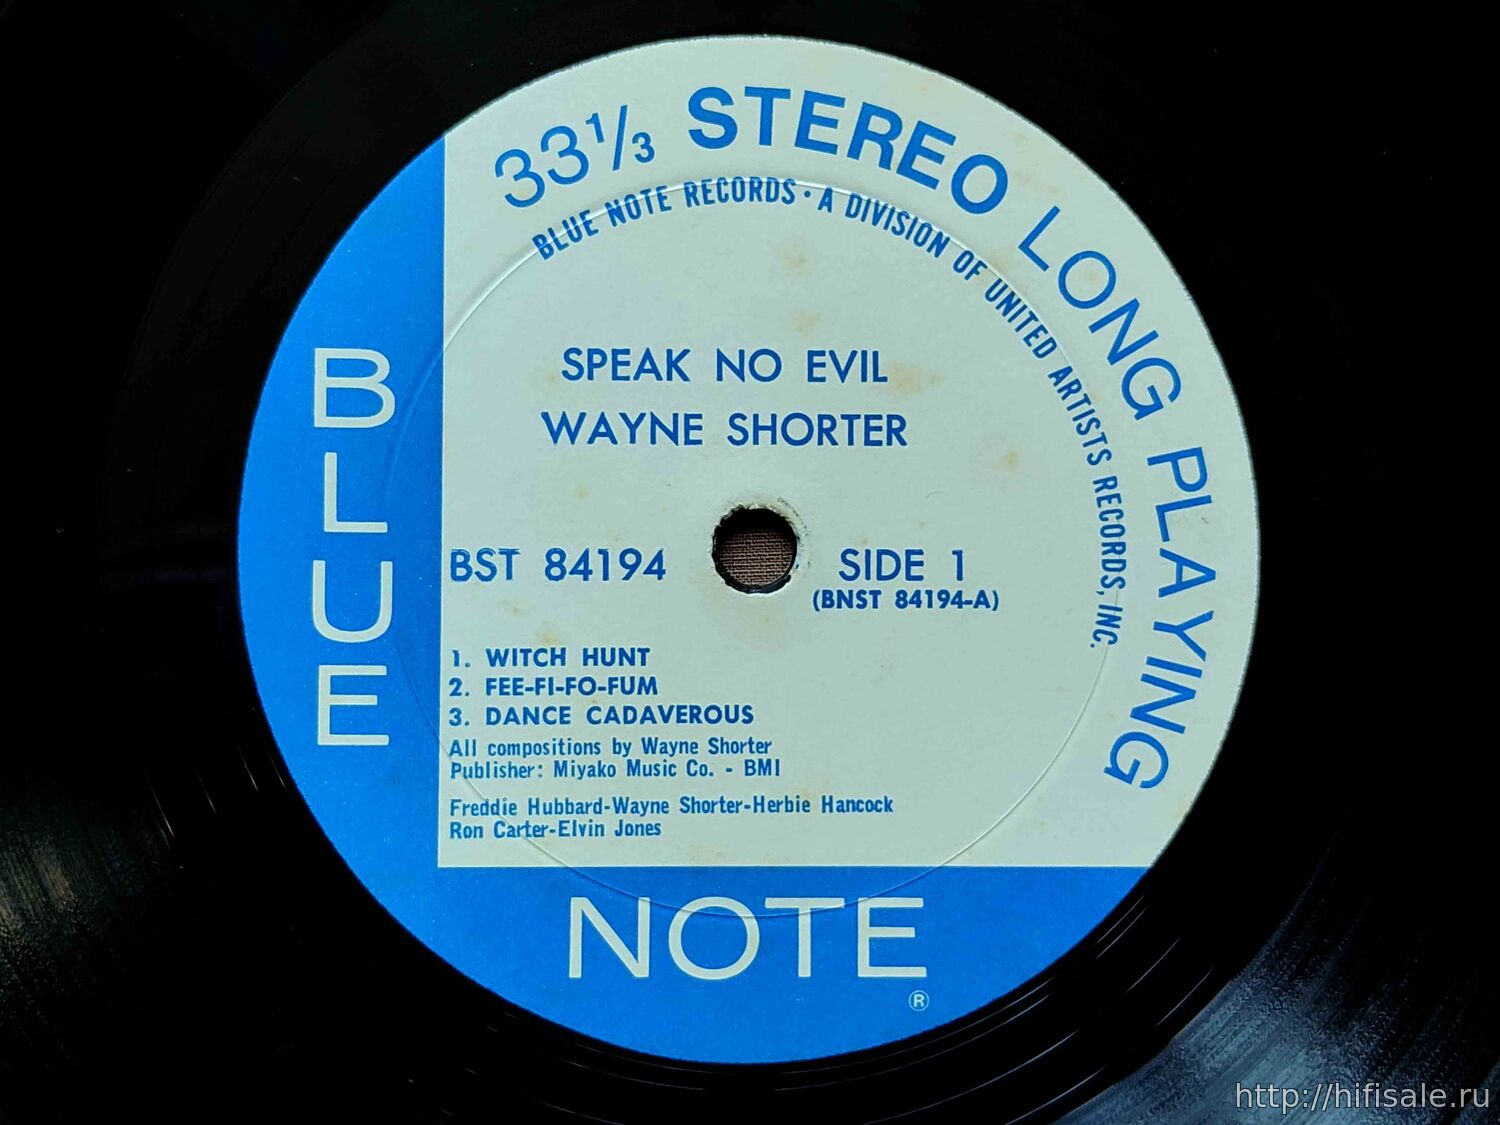 33⅓ STEREO LONG PLAYING
BLUE NOTE RECORDS · A DIVISION OF UNITED ARTISTS RECORDS, INC.
SPEAK NO EVIL
WAYNE SHORTER
BST 84194
SIDE 1
(BNST 84194-A)
1. WITCH HUNT
2. FEE-FI-FO-FUM
3. DANCE CADAVEROUS
All compositions by Wayne Shorter
Publisher: Miyako Music Co. - BMI
Freddie Hubbard-Wayne Shorter-Herbie Hancock
Ron Carter-Elvin Jones
BLUE
NOTE
®
http://hifisale.ru